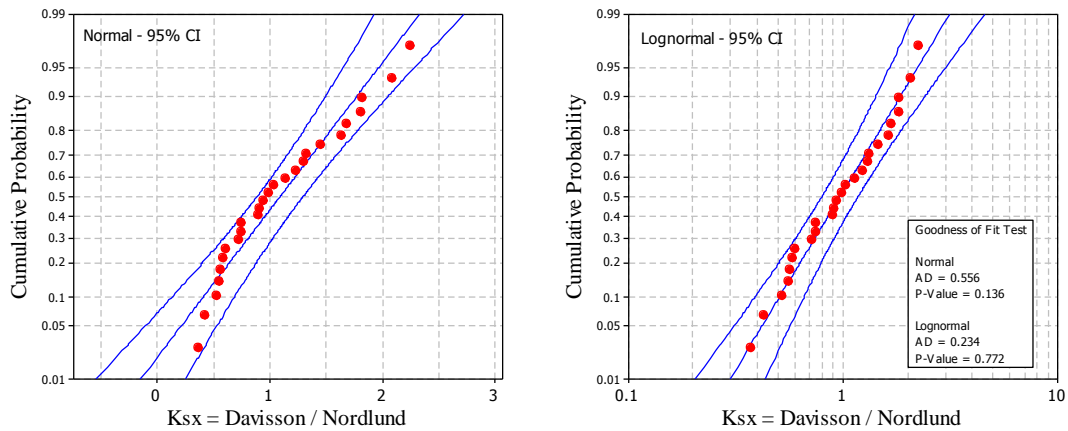 Normal - 95% CI
Cumulative Probability
0.99
0.95
0.9
0.8
0.7
0.6
0.5
0.4
0.3
0.2
0.1
0.05
0.01
0 1 2 3
Ksx = Davisson / Nordlund
Lognormal - 95% CI
Cumulative Probability
0.99
0.95
0.9
0.8
0.7
0.6
0.5
0.4
0.3
0.2
0.1
0.05
0.01
0.1 1 10
Ksx = Davisson / Nordlund
Goodness of Fit Test
Normal
AD = 0.556
P-Value = 0.136
Lognormal
AD = 0.234
P-Value = 0.772